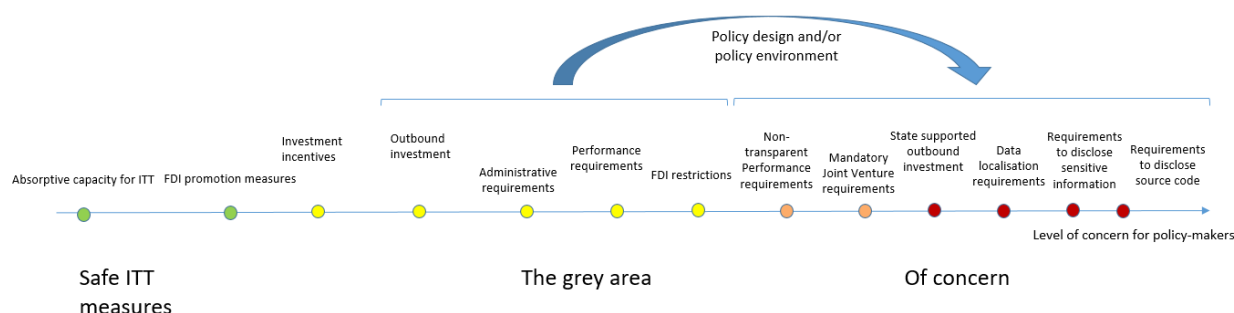 Policy design and/or
policy environment
Absorptive capacity for ITT
FDI promotion measures
Investment
incentives
Outbound
investment
Administrative
requirements
Performance
requirements
FDI restrictions
Non-
transparent
Performance
requirements
Mandatory
Joint Venture
requirements
State supported
outbound
investment
Data
localisation
requirements
Requirements
to disclose
sensitive
information
Requirements
to disclose
source code
Level of concern for policy-makers
Safe ITT
measures
The grey area
Of concern